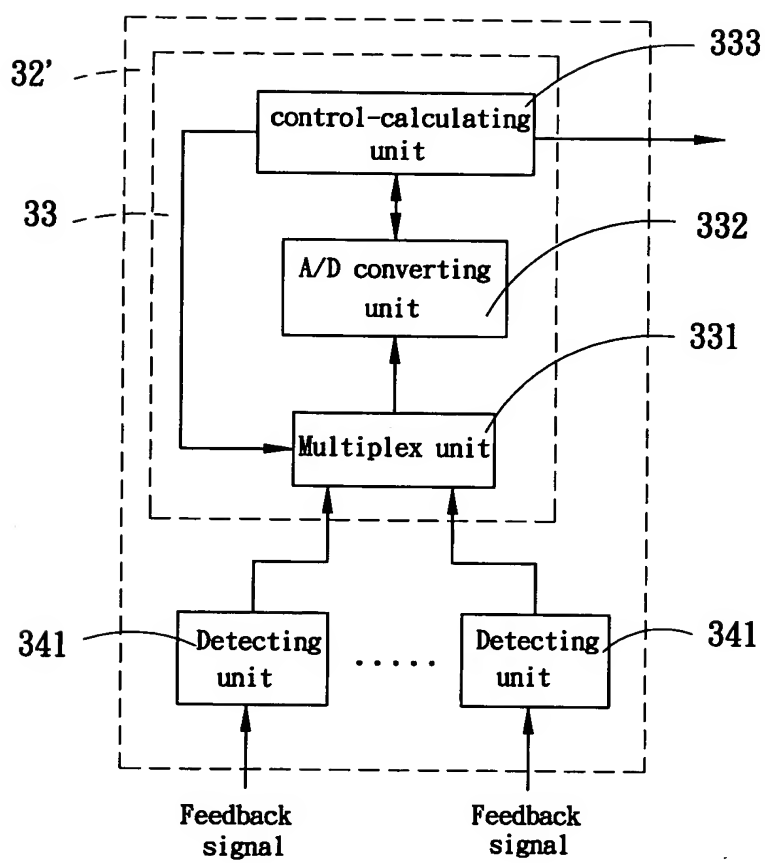 333
32'
control-calculating
unit
33
332
A/D converting
unit
331
Multiplex unit
341
Detecting
unit
.....
Detecting
unit
341
Feedback
signal
Feedback
signal